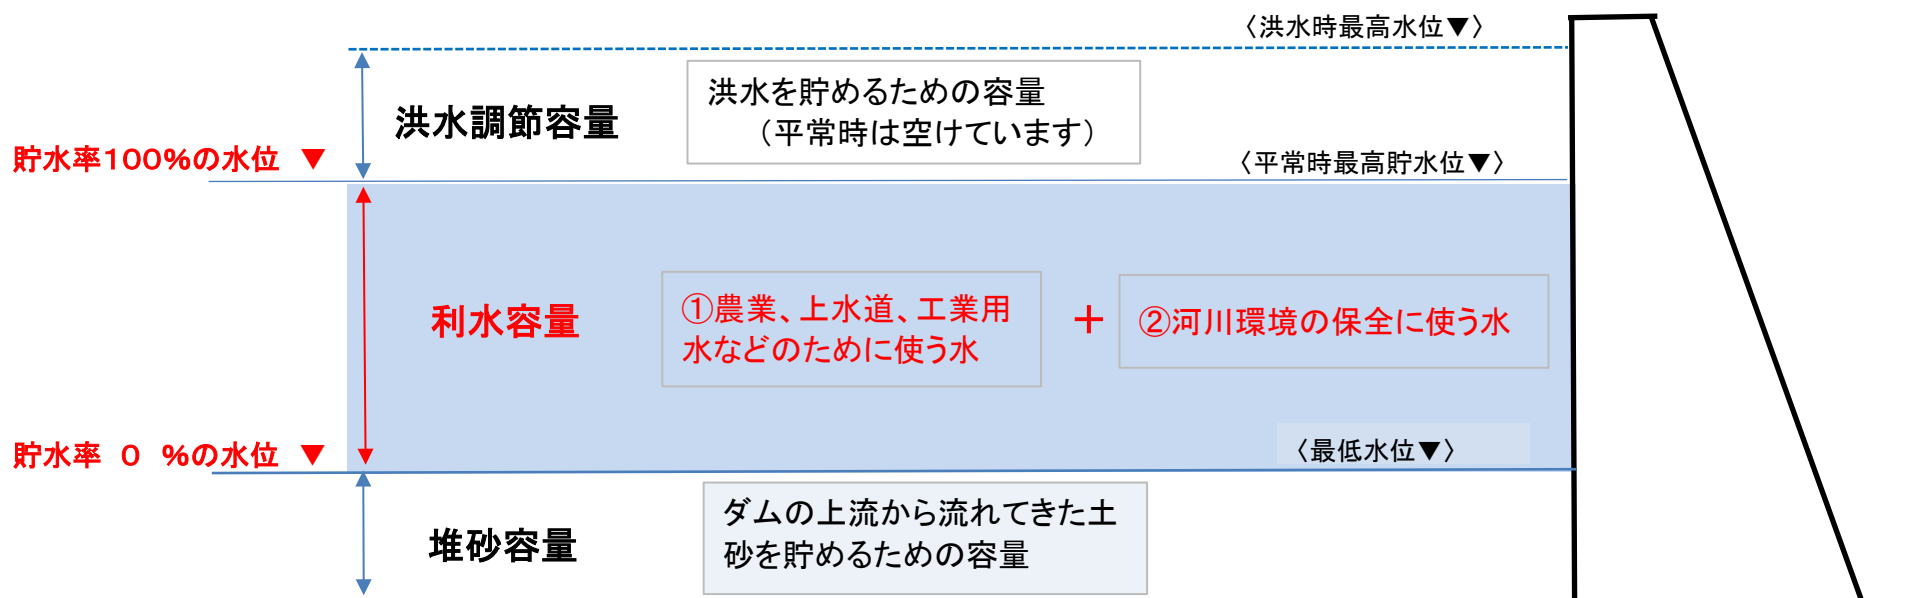 〈洪水時最高水位▼〉
洪水を貯めるための容量
（平常時は空けています）
洪水調節容量
貯水率100%の水位 ▼
〈平常時最高貯水位▼〉
利水容量
①農業、上水道、工業用
水などのために使う水
＋
②河川環境の保全に使う水
〈最低水位▼〉
貯水率 0 %の水位 ▼
ダムの上流から流れてきた土
砂を貯めるための容量
堆砂容量